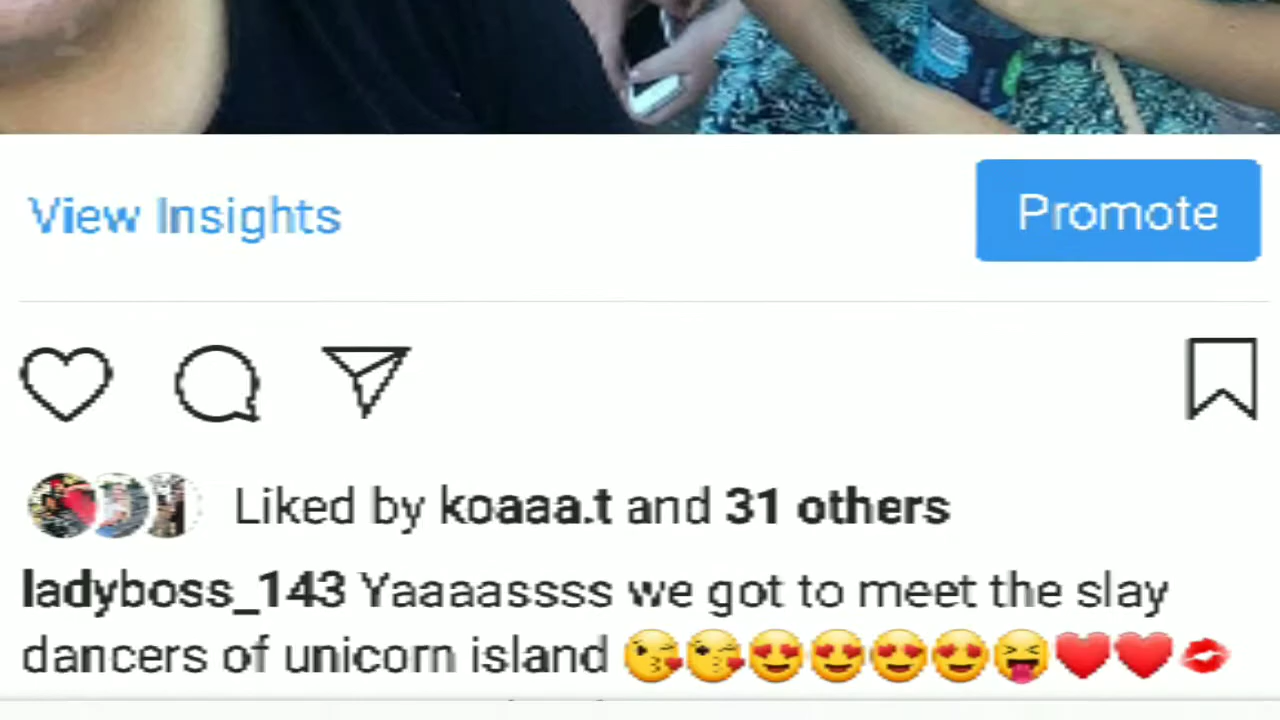 View Insights
Promote
Liked by koaaa.t and 31 others
ladyboss_143 Yaaaassss we got to meet the slay
dancers of unicorn island 😘😘😍😍😍😍😝❤️❤️💋